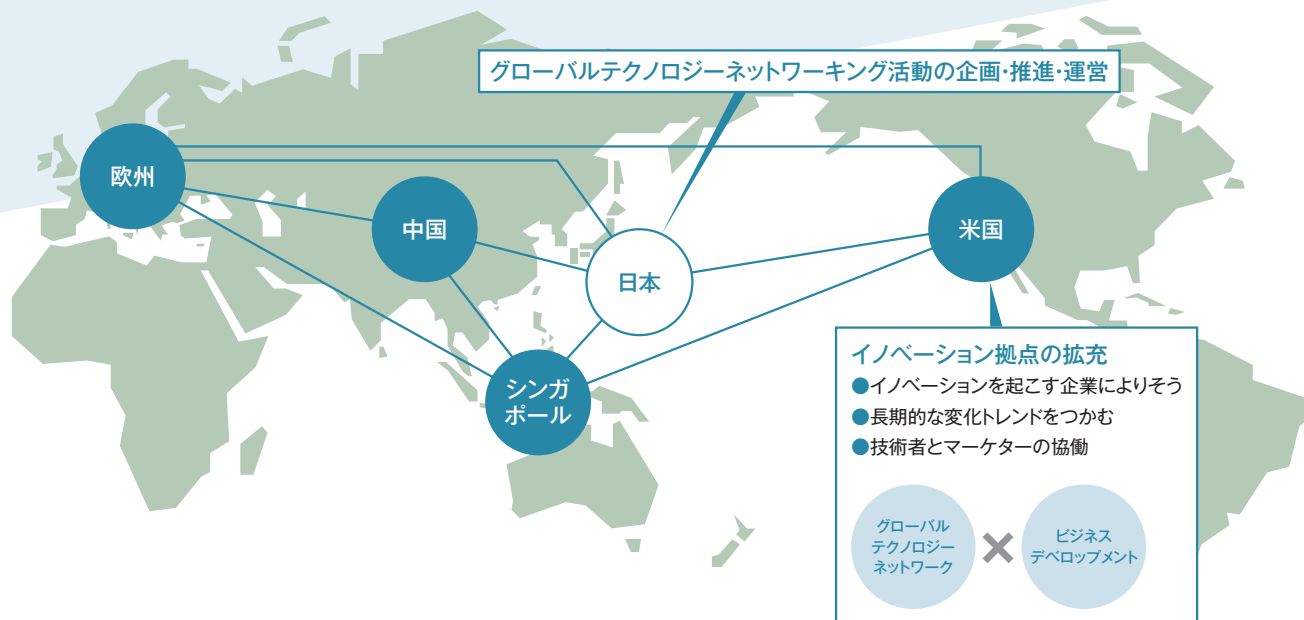 グローバルテクノロジーネットワーキング活動の企画・推進・運営
欧州
中国
日本
米国
シンガ
ポール
イノベーション拠点の拡充
●イノベーションを起こす企業によりそう
●長期的な変化トレンドをつかむ
●技術者とマーケターの協働
グローバル
テクノロジー
ネットワーク
×
ビジネス
デベロップメント